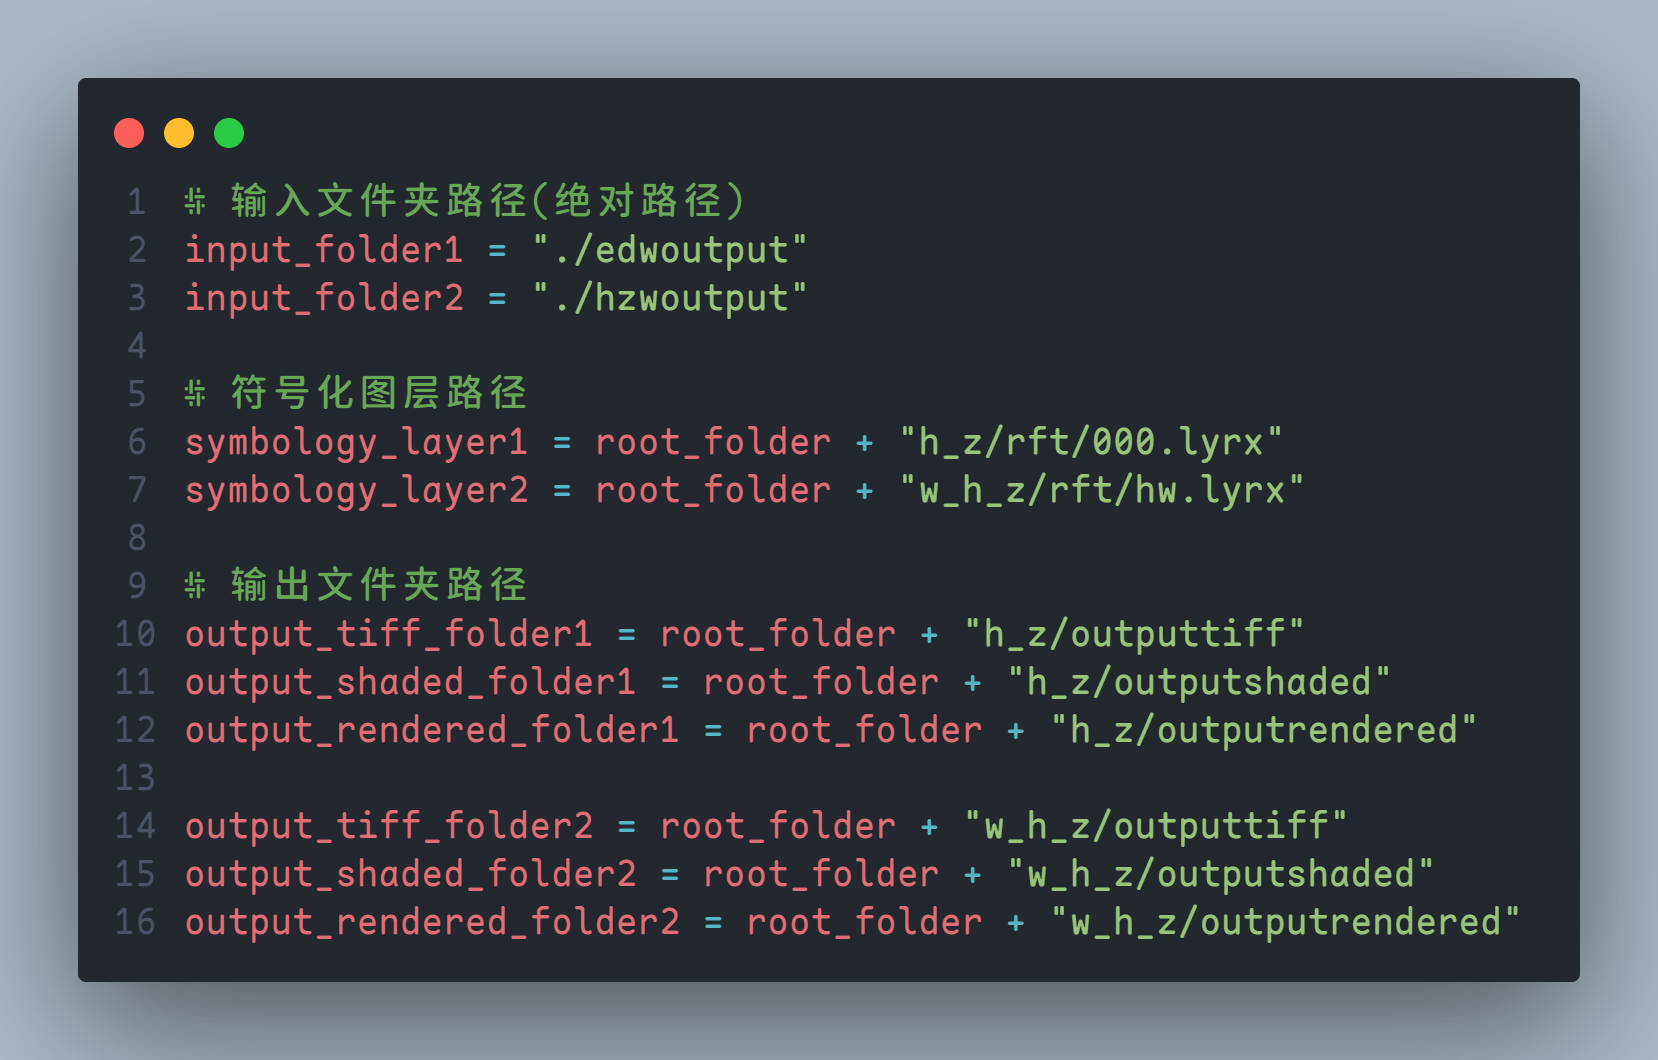 1 # 输入文件夹路径(绝对路径)
2 input_folder1 = "./edwoutput"
3 input_folder2 = "./hzwoutput"
4
5 # 符号化图层路径
6 symbology_layer1 = root_folder + "h_z/rft/000.lyrx"
7 symbology_layer2 = root_folder + "w_h_z/rft/hw.lyrx"
8
9 # 输出文件夹路径
10 output_tiff_folder1 = root_folder + "h_z/outputtiff"
11 output_shaded_folder1 = root_folder + "h_z/outputshaded"
12 output_rendered_folder1 = root_folder + "h_z/outputrendered"
13
14 output_tiff_folder2 = root_folder + "w_h_z/outputtiff"
15 output_shaded_folder2 = root_folder + "w_h_z/outputshaded"
16 output_rendered_folder2 = root_folder + "w_h_z/outputrendered"